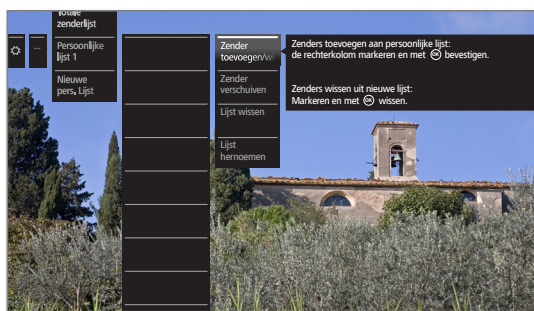 Totale
zenderlijst
...
Persoonlijke
lijst 1
Nieuwe
pers, Lijst
Zender
toevoegen/wi
Zender
verschuiven
Lijst wissen
Lijst
hernoemen
Zenders toevoegen aan persoonlijke lijst:
de rechterkolom markeren en met OK bevestigen.
Zenders wissen uit nieuwe lijst:
Markeren en met OK wissen.